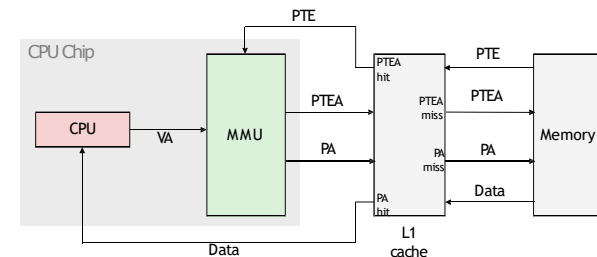 PTE
CPU Chip
PTEA
hit
PTE
PTEA
PTEA
miss
PTEA
CPU
VA
MMU
Memory
PA
PA
miss
PA
PA
hit
Data
Data
L1
cache